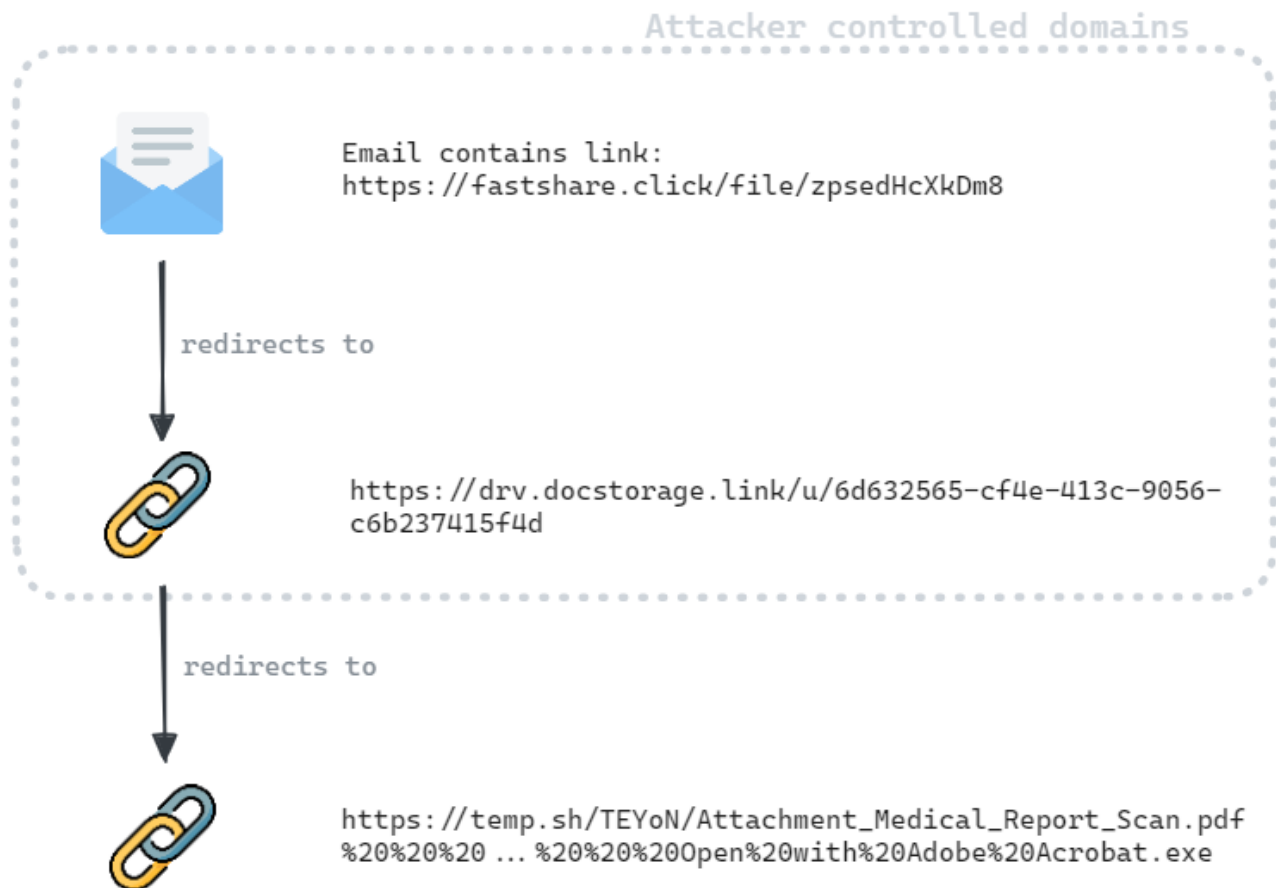 Attacker controlled domains
Email contains link:
https://fastshare.click/file/zpsedHcXkDm8
redirects to
https://drv.docstorage.link/u/6d632565-cf4e-413c-9056-
c6b237415f4d
redirects to
https://temp.sh/TEYoN/Attachment_Medical_Report_Scan.pdf
%20%20%20 ... %20%20%20Open%20with%20Adobe%20Acrobat.exe